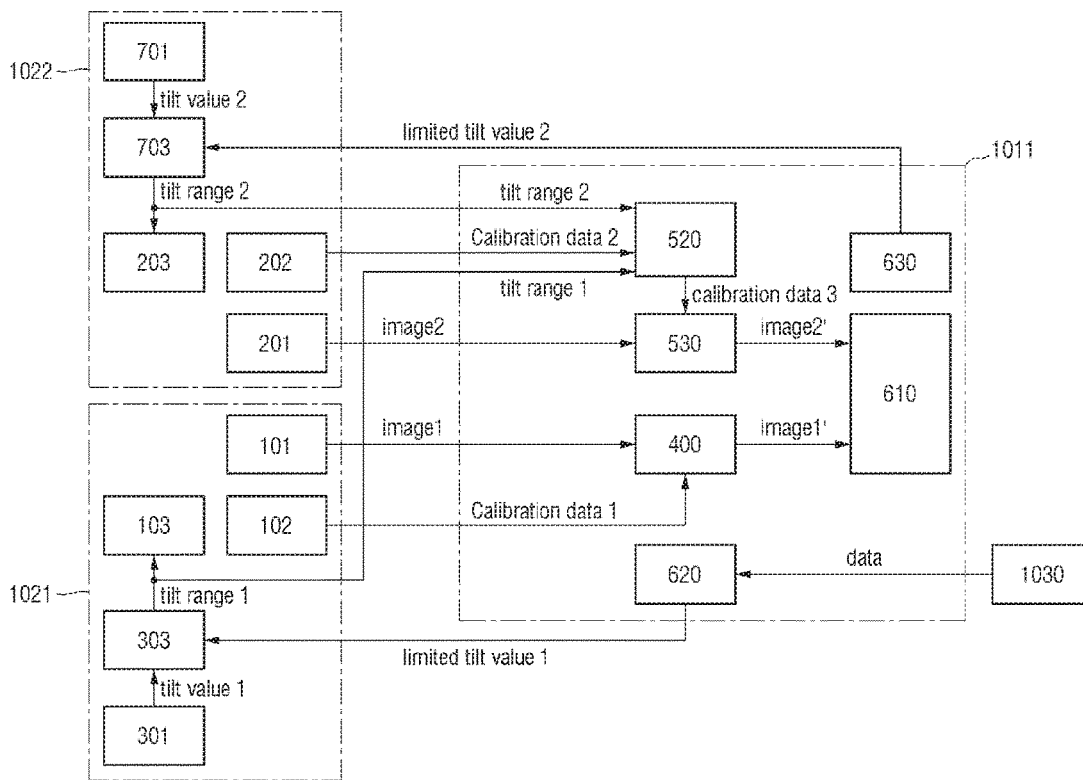 701
1022
tilt value 2
limited tilt value 2
703
1011
tilt range 2
tilt range 2
520
Calibration data 2
203
202
630
tilt range 1
calibration data 3
image2
image2'
201
530
610
101
image1
400
image1'
103
102
Calibration data 1
data
620
1030
1021
tilt range 1
303
limited tilt value 1
tilt value 1
301